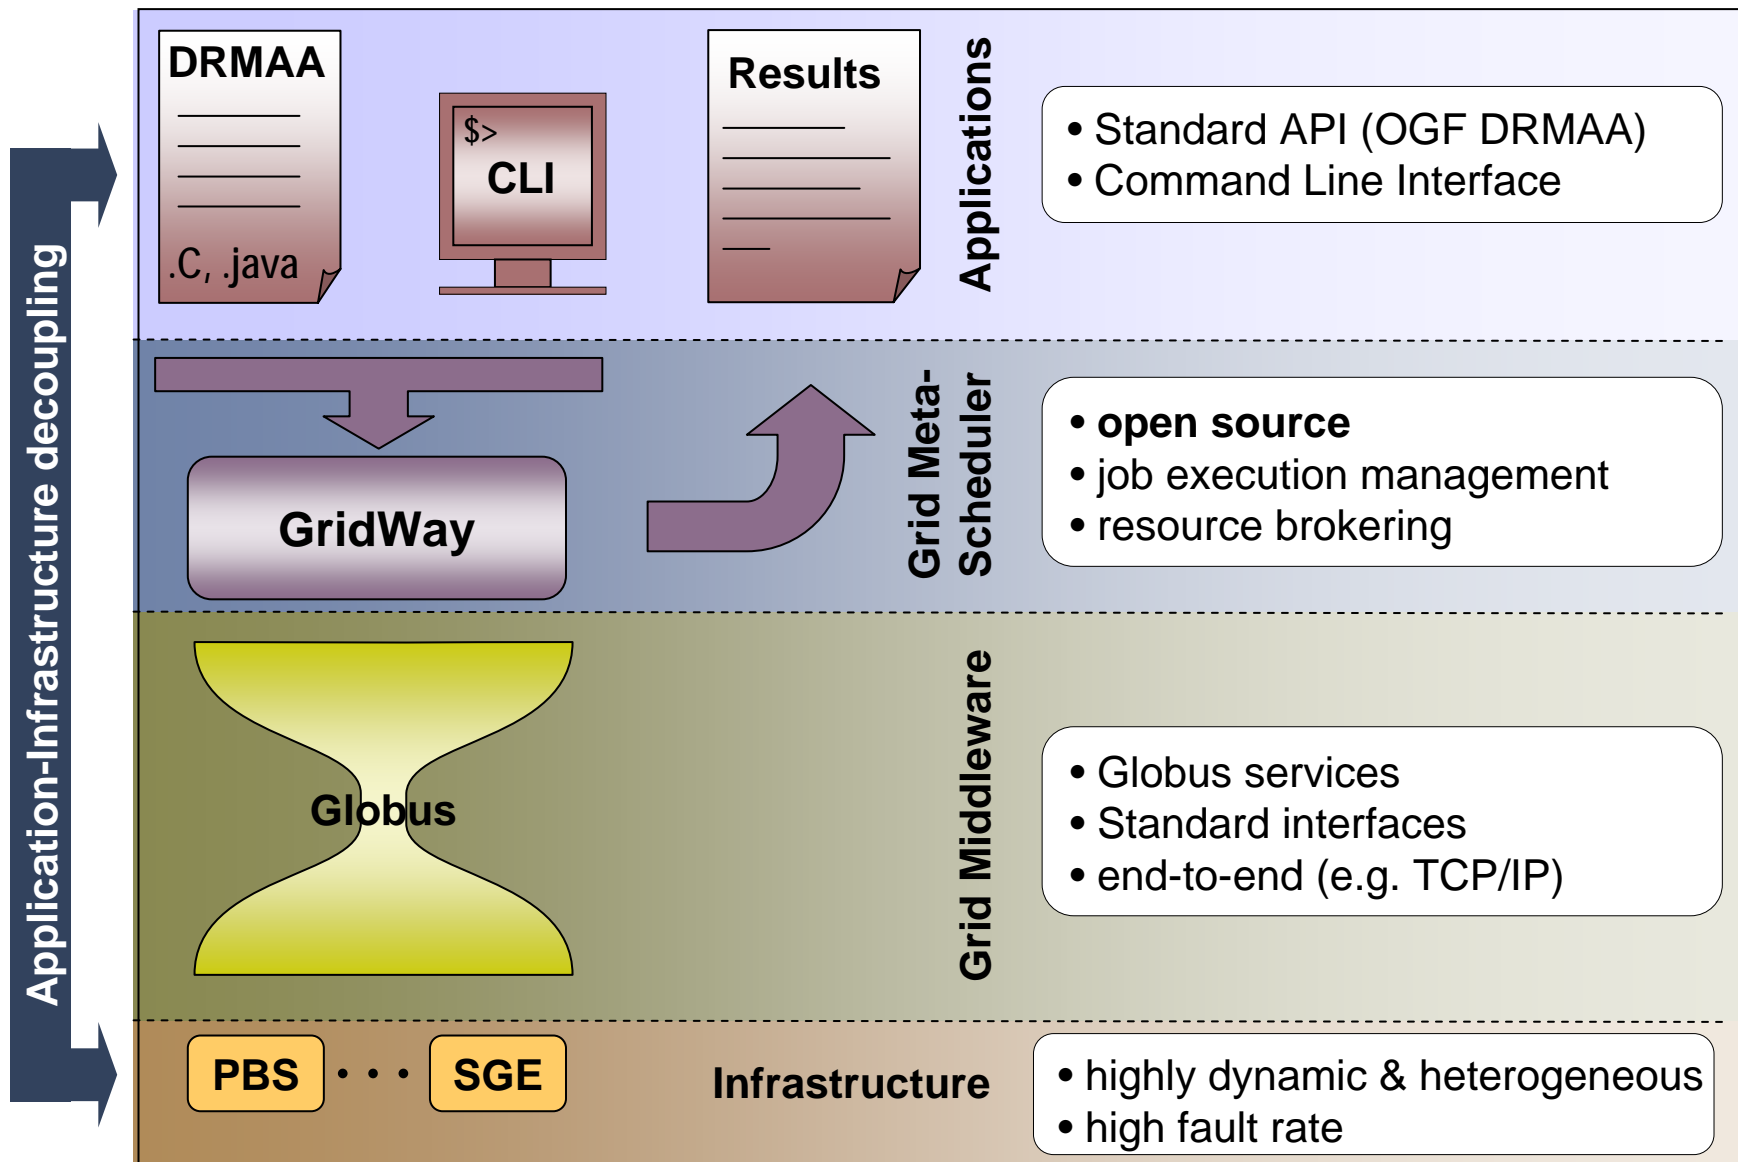 Application-Infrastructure decoupling
DRMAA
.C, .java
$>
CLI
Results
Applications
• Standard API (OGF DRMAA)
• Command Line Interface
GridWay
Grid Meta-
Scheduler
• open source
• job execution management
• resource brokering
Globus
Grid Middleware
• Globus services
• Standard interfaces
• end-to-end (e.g. TCP/IP)
PBS
. . .
SGE
Infrastructure
• highly dynamic & heterogeneous
• high fault rate